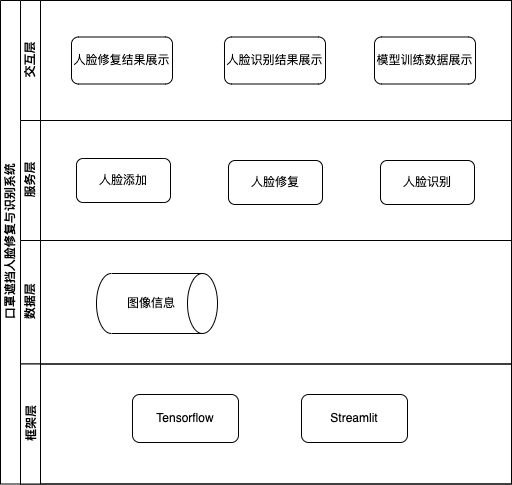 口罩遮挡人脸修复与识别系统
交互层
人脸修复结果展示
人脸识别结果展示
模型训练数据展示
服务层
人脸添加
人脸修复
人脸识别
数据层
图像信息
框架层
Tensorflow
Streamlit